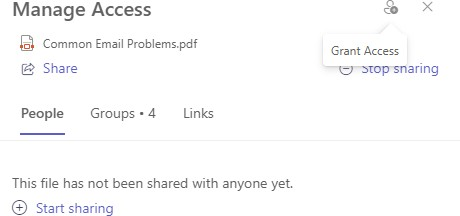 Manage Access
Common Email Problems.pdf
Grant Access
Share
Stop sharing
People
Groups • 4
Links
This file has not been shared with anyone yet.
Start sharing